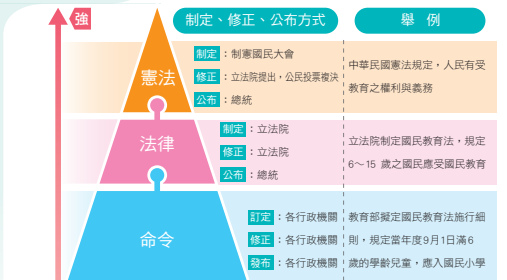 強
制定、修正、公布方式
舉 例
憲法
制定：制憲國民大會
修正：立法院提出，公民投票複決
公布：總統
中華民國憲法規定，人民有受
教育之權利與義務
法律
制定：立法院
修正：立法院
公布：總統
立法院制定國民教育法，規定
6～15 歲之國民應受國民教育
命令
訂定：各行政機關
修正：各行政機關
發布：各行政機關
教育部擬定國民教育法施行細
則，規定當年度9月1日滿6
歲的學齡兒童，應入國民小學